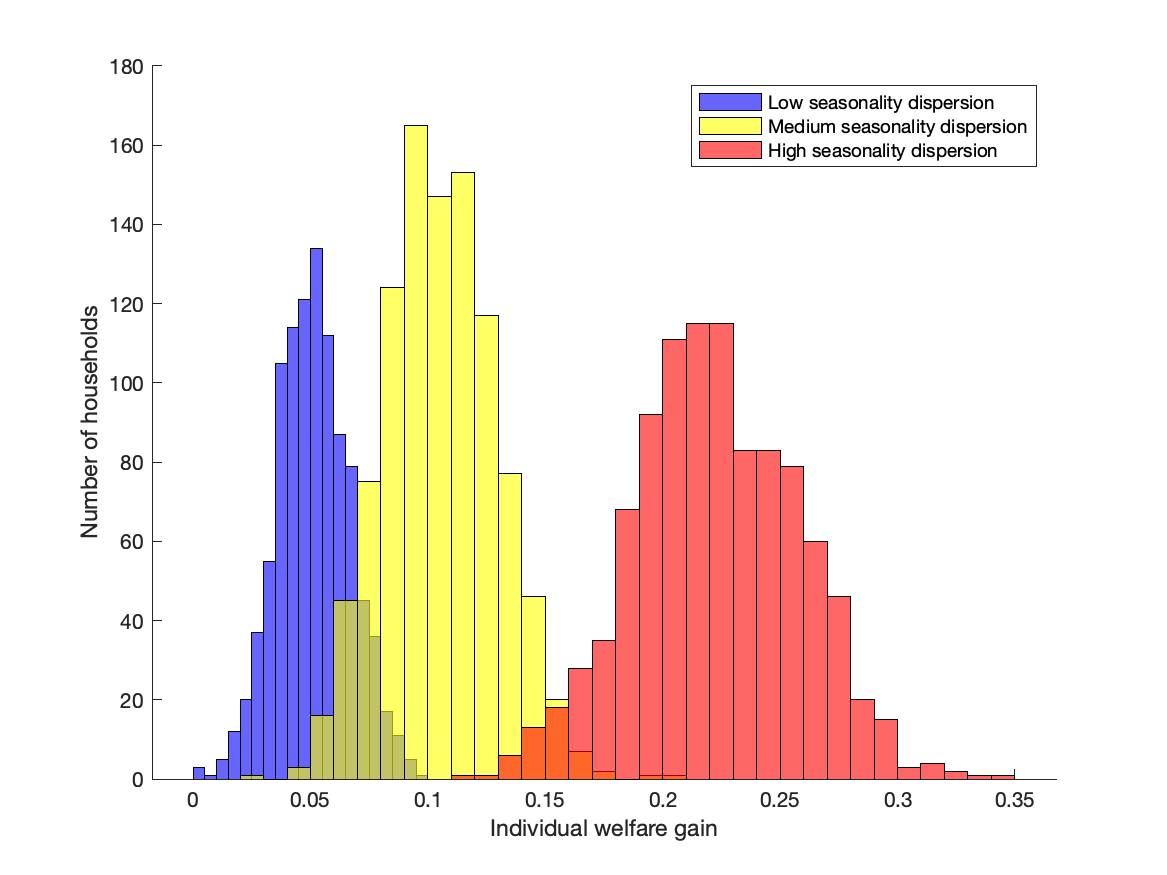 180
160
140
120
100
80
60
40
20
0
Number of households
Low seasonality dispersion
Medium seasonality dispersion
High seasonality dispersion
0 0.05 0.1 0.15 0.2 0.25 0.3 0.35
Individual welfare gain